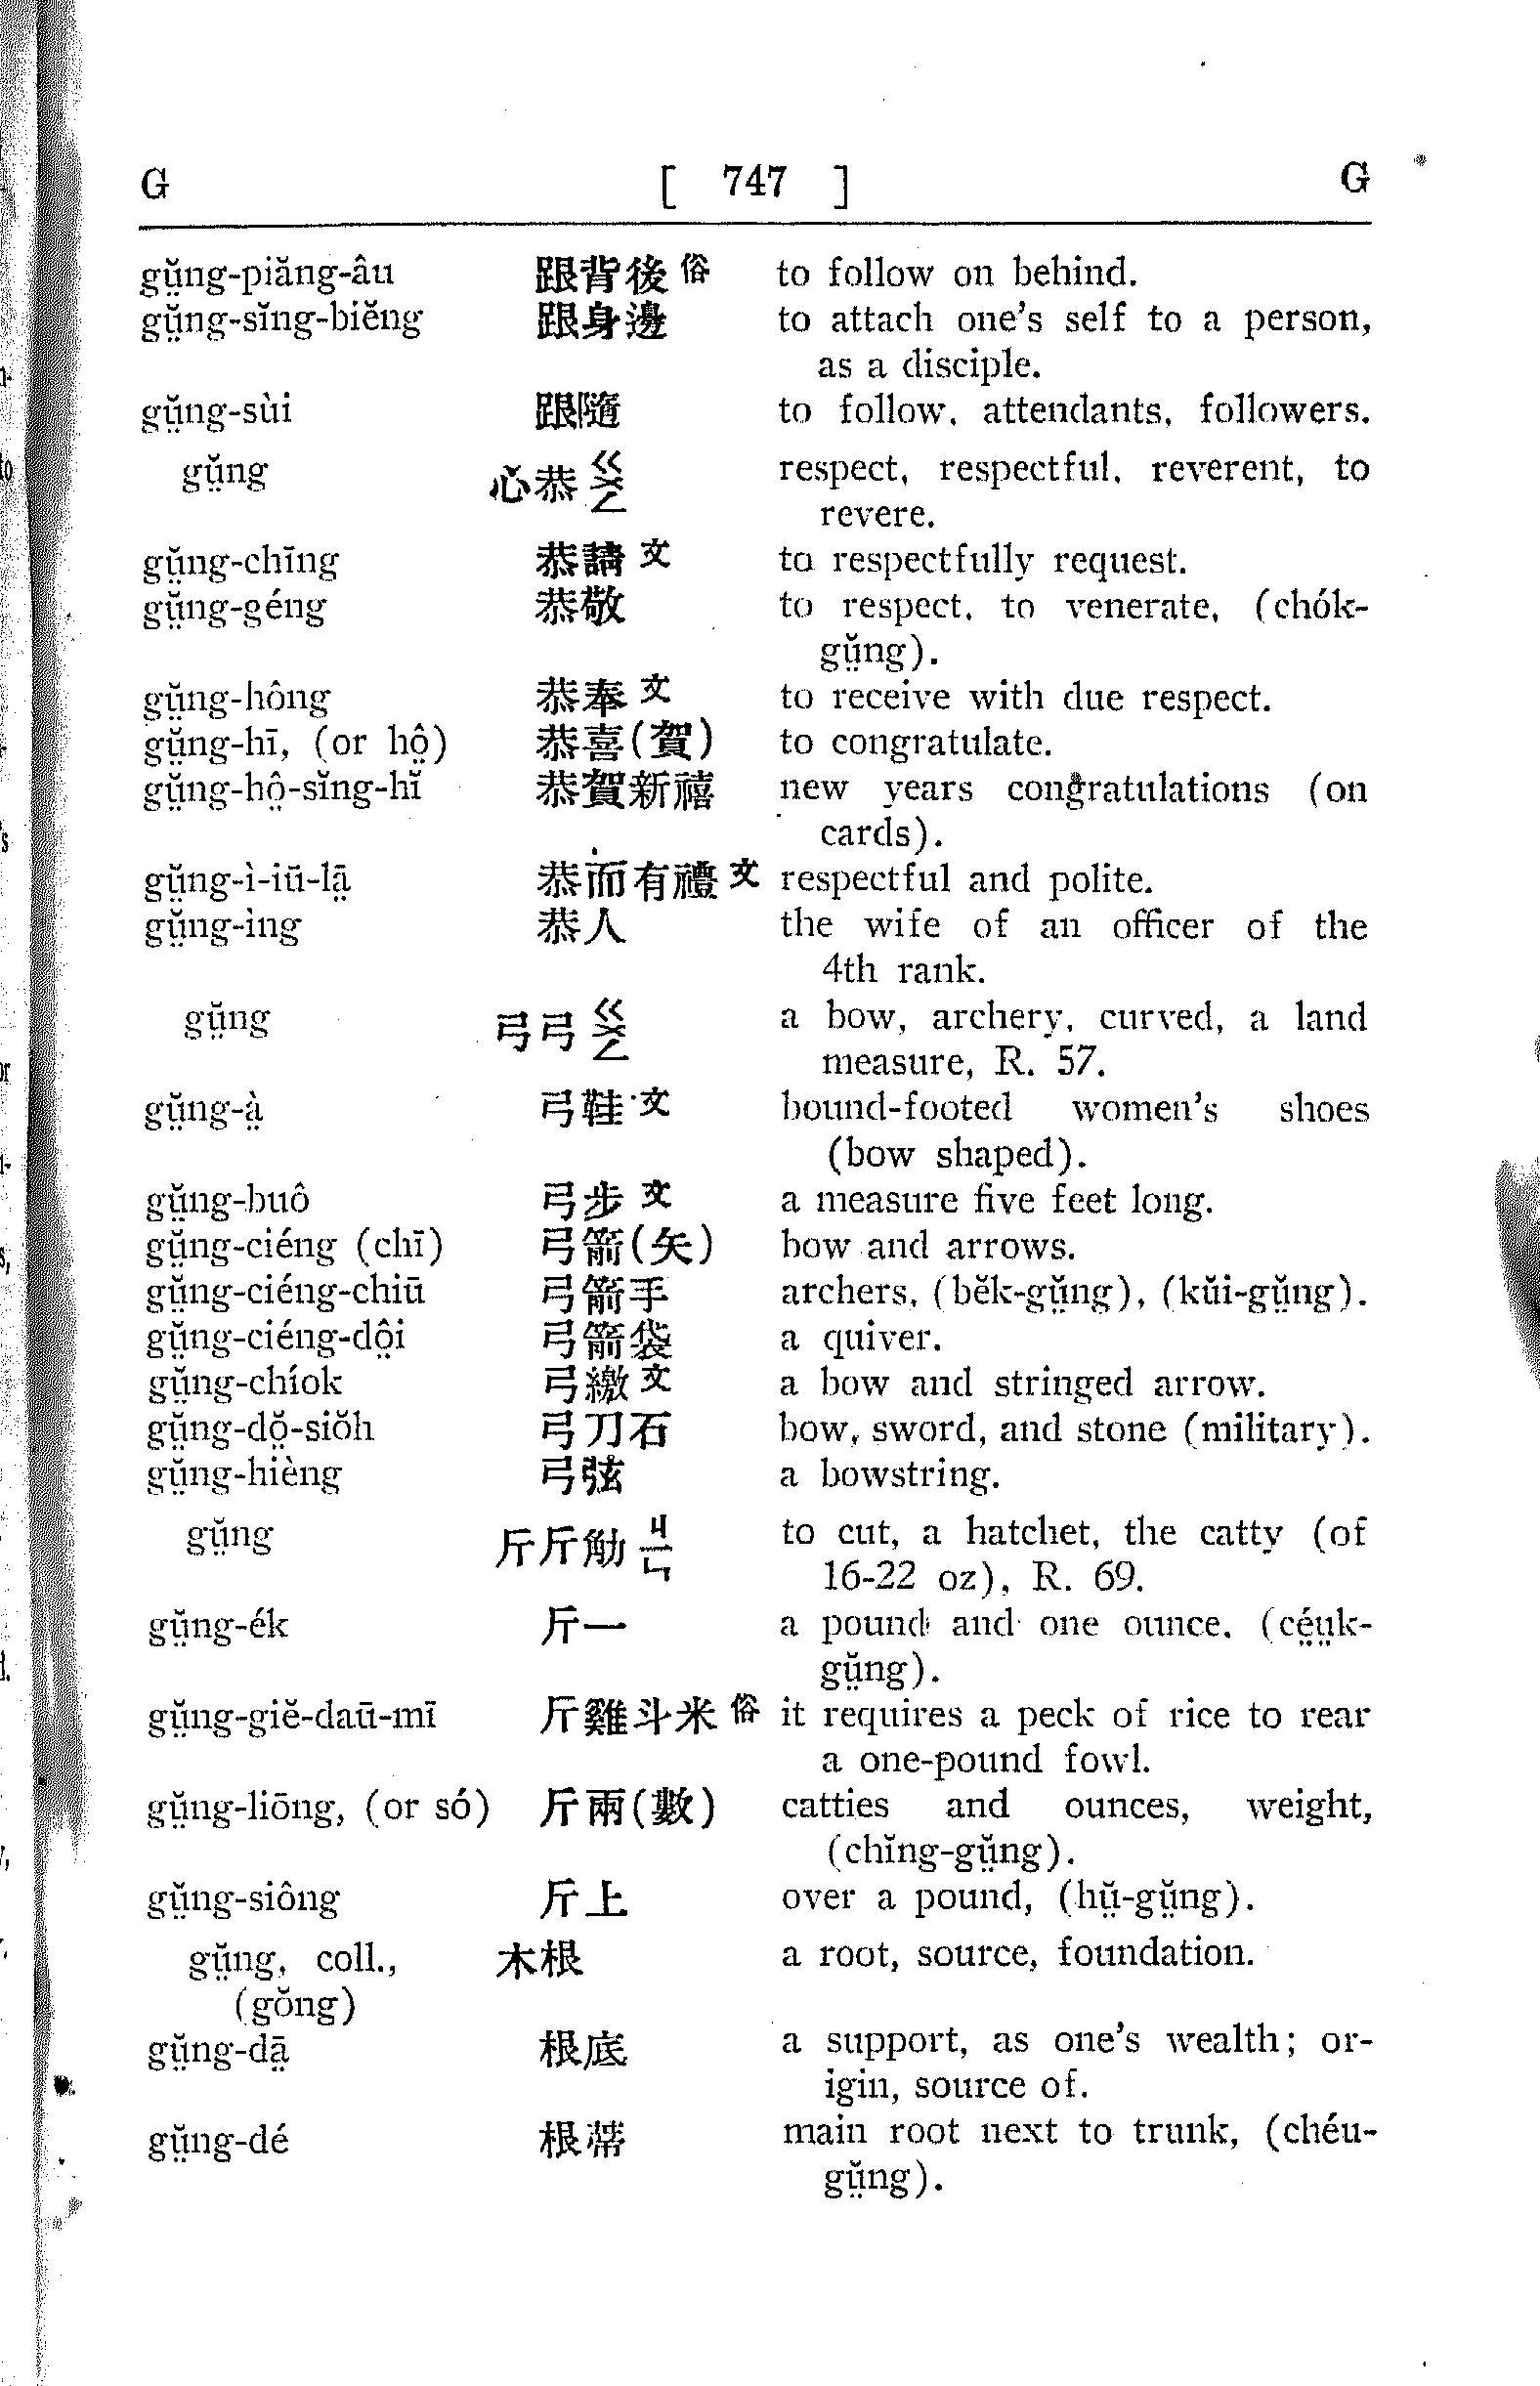 G [ 747 ] G
gṳ̆ng-piăng-âu 跟背後 俗 to follow on behind.
gṳ̆ng-sĭng-biĕng 跟身邊 to attach one's self to a person,
as a disciple.
gṳ̆ng-sùi 跟隨 to follow, attendants, followers.
gṳ̆ng 心恭 ㄍㄨㄥ respect, respectful, reverent, to
revere.
gṳ̆ng-chīng 恭請 文 to respectfully request.
gṳ̆ng-géng 恭敬 to respect, to venerate, (chók-
gṳ̆ng).
gṳ̆ng-hông 恭奉 文 to receive with due respect.
gṳ̆ng-hī, (or hô̤) 恭喜(賀) to congratulate.
gṳ̆ng-hô̤-sĭng-hĭ 恭賀新禧 new years congratulations (on
cards).
gṳ̆ng-ì-iū-lā̤ 恭而有禮 文 respectful and polite.
gṳ̆ng-ìng 恭人 the wife of an officer of the
4th rank.
gṳ̆ng 弓弓 ㄍㄨㄥ a bow, archery, curved, a land
measure, R. 57.
gṳ̆ng-à̤ 弓鞋 文 bound-footed women's shoes
(bow shaped).
gṳ̆ng-buô 弓步 文 a measure five feet long.
gṳ̆ng-ciéng (chī) 弓箭(矢) bow and arrows.
gṳ̆ng-ciéng-chiū 弓箭手 archers, (bĕk-gṳ̆ng), (kŭi-gṳ̆ng).
gṳ̆ng-ciéng-dô̤i 弓箭袋 a quiver.
gṳ̆ng-chíok 弓繳 文 a bow and stringed arrow.
gṳ̆ng-dŏ̤-siŏh 弓刀石 bow, sword, and stone (military).
gṳ̆ng-hièng 弓弦 a bowstring.
gṳ̆ng 斤斤觔 ㄐㄧㄣ to cut, a hatchet, the catty (of
16-22 oz), R. 69.
gṳ̆ng-ék 斤一 a pound and one ounce, (cé̤ṳk-
gṳ̆ng).
gṳ̆ng-giĕ-daū-mī 斤雞斗米 俗 it requires a peck of rice to rear
a one-pound fowl.
gṳ̆ng-liōng, (or só) 斤兩(數) catties and ounces, weight,
(chĭng-gṳ̆ng).
gṳ̆ng-siông 斤上 over a pound, (hṳ̆-gṳ̆ng).
gṳ̆ng, coll., 木根 a root, source, foundation.
(gŏng)
gṳ̆ng-dā̤ 根底 a support, as one's wealth; or-
igin, source of.
gṳ̆ng-dé 根蒂 main root next to trunk, (chéu-
gṳ̆ng).